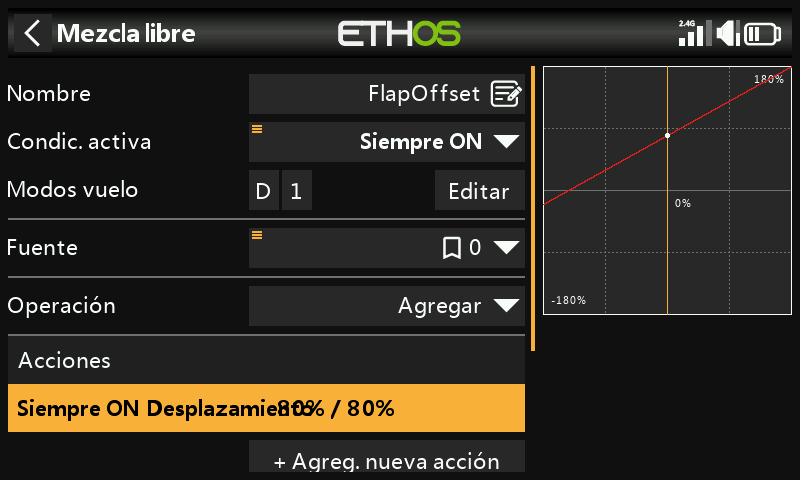 Mezcla libre
ETHOS
2.4G
Nombre
FlapOffset
Condic. activa
Siempre ON
Modos vuelo
D 1
Editar
Fuente
0
Operación
Agregar
Acciones
Siempre ON Desplazamiento 80% / 80%
+ Agreg. nueva acción
180%
0%
-180%